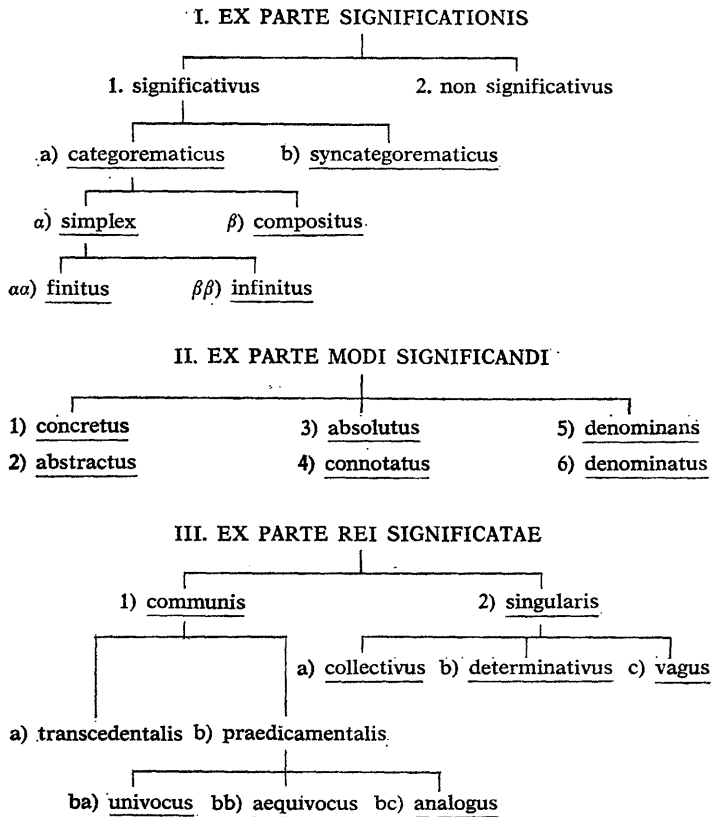 I. EX PARTE SIGNIFICATIONIS
1. significativus 2. non significativus
a) categorematicus b) syncategorematicus
α) simplex β) compositus
αα) finitus ββ) infinitus
II. EX PARTE MODI SIGNIFICANDI
1) concretus 3) absolutus 5) denominans
2) abstractus 4) connotatus 6) denominatus
III. EX PARTE REI SIGNIFICATAE
1) communis 2) singularis
a) collectivus b) determinativus c) vagus
a) transcedentalis b) praedicamentalis
ba) univocus bb) aequivocus bc) analogus